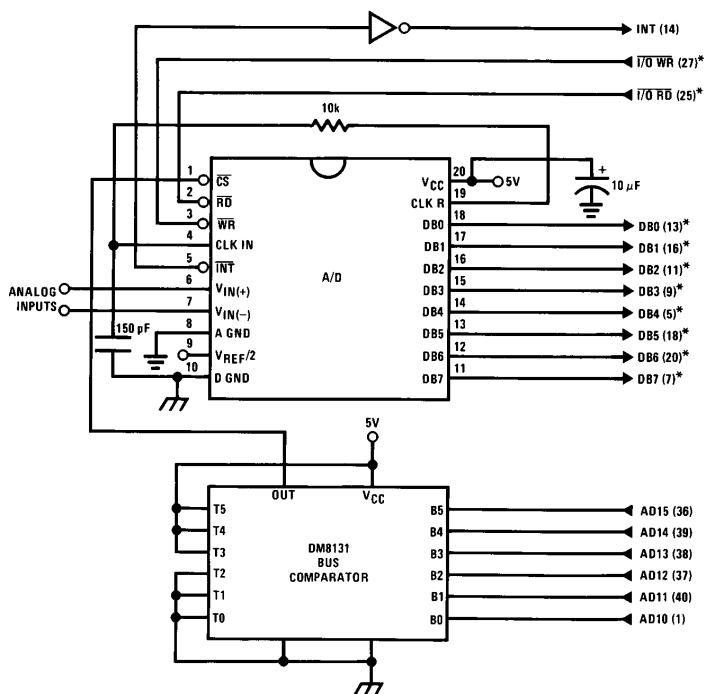 INT (14)
I/O WR (27)*
I/O RD (25)*
10k
1 CS
2 RD
3 WR
4 CLK IN
5 INT
6 VIN(+)
7 VIN(−)
8 A GND
9 VREF/2
10 D GND
ANALOG
INPUTS
150 pF
A/D
VCC 20
5V
+
10 µF
CLK R 19
DB0 18 DB0 (13)*
DB1 17 DB1 (16)*
DB2 16 DB2 (11)*
DB3 15 DB3 (9)*
DB4 14 DB4 (5)*
DB5 13 DB5 (18)*
DB6 12 DB6 (20)*
DB7 11 DB7 (7)*
5V
OUT VCC
T5
T4
T3
T2
T1
T0
DM8131
BUS
COMPARATOR
B5 AD15 (36)
B4 AD14 (39)
B3 AD13 (38)
B2 AD12 (37)
B1 AD11 (40)
B0 AD10 (1)